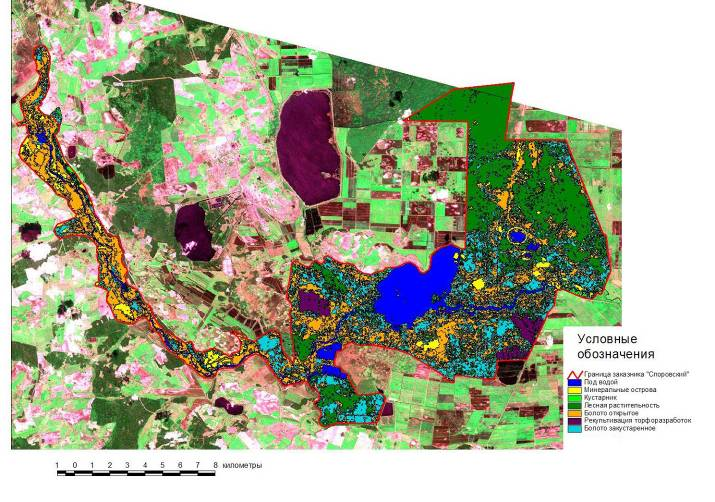 Условные
обозначения
Граница заказника "Споровский"
Под водой
Минеральные острова
Кустарник
Лесная растительность
Болото открытое
Рекультивация торфоразработок
Болото закустаренное
1 0 1 2 3 4 5 6 7 8 километры